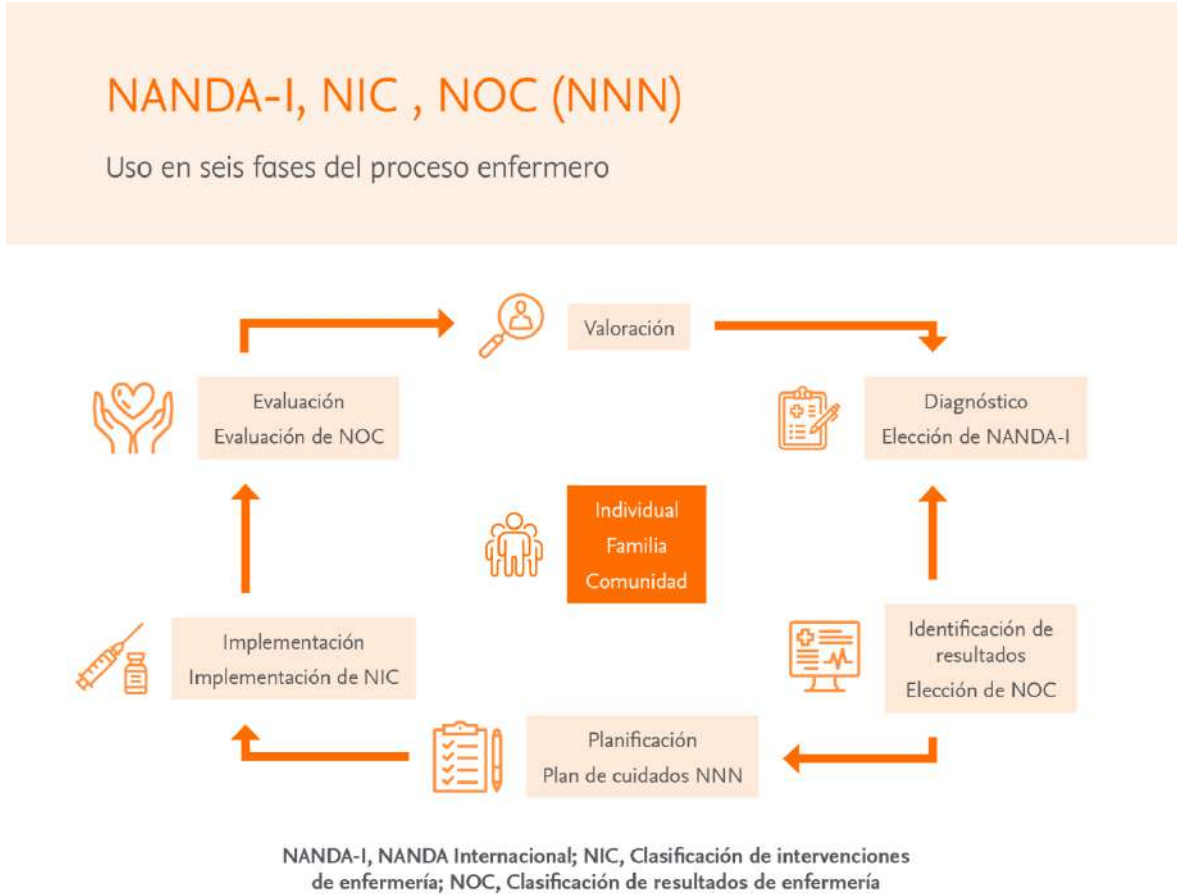 NANDA-I, NIC , NOC (NNN)
Uso en seis fases del proceso enfermero
Valoración
Diagnóstico
Elección de NANDA-I
Identificación de
resultados
Elección de NOC
Planificación
Plan de cuidados NNN
Implementación
Implementación de NIC
Evaluación
Evaluación de NOC
Individual
Familia
Comunidad
NANDA-I, NANDA Internacional; NIC, Clasificación de intervenciones
de enfermería; NOC, Clasificación de resultados de enfermería